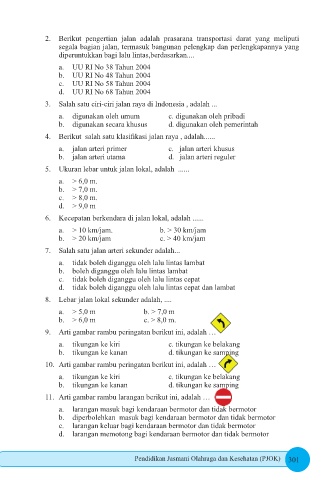 2. Berikut pengertian jalan adalah prasarana transportasi darat yang meliputi
segala bagian jalan, termasuk bangunan pelengkap dan perlengkapannya yang
diperuntukkan bagi lalu lintas,berdasarkan....
a. UU RI No 38 Tahun 2004
b. UU RI No 48 Tahun 2004
c. UU RI No 58 Tahun 2004
d. UU RI No 68 Tahun 2004
3. Salah satu ciri-ciri jalan raya di Indonesia , adalah ...
a. digunakan oleh umum c. digunakan oleh pribadi
b. digunakan secara khusus d. digunakan oleh pemerintah
4. Berikut salah satu klasifikasi jalan raya , adalah......
a. jalan arteri primer c. jalan arteri khusus
b. jalan arteri utama d. jalan arteri reguler
5. Ukuran lebar untuk jalan lokal, adalah ......
a. > 6,0 m.
b. > 7,0 m.
c. > 8,0 m.
d. > 9,0 m
6. Kecepatan berkendara di jalan lokal, adalah ......
a. > 10 km/jam. b. > 30 km/jam
b. > 20 km/jam c. > 40 km/jam
7. Salah satu jalan arteri sekunder adalah...
a. tidak boleh diganggu oleh lalu lintas lambat
b. boleh diganggu oleh lalu lintas lambat
c. tidak boleh diganggu oleh lalu lintas cepat
d. tidak boleh diganggu oleh lalu lintas cepat dan lambat
8. Lebar jalan lokal sekunder adalah, ....
a. > 5,0 m b. > 7,0 m
b. > 6,0 m c. > 8,0 m.
9. Arti gambar rambu peringatan berikut ini, adalah ...
a. tikungan ke kiri c. tikungan ke belakang
b. tikungan ke kanan d. tikungan ke samping
10. Arti gambar rambu peringatan berikut ini, adalah ...
a. tikungan ke kiri c. tikungan ke belakang
b. tikungan ke kanan d. tikungan ke samping
11. Arti gambar rambu larangan berikut ini, adalah ...
a. larangan masuk bagi kendaraan bermotor dan tidak bermotor
b. diperbolehkan masuk bagi kendaraan bermotor dan tidak bermotor
c. larangan keluar bagi kendaraan bermotor dan tidak bermotor
d. larangan memotong bagi kendaraan bermotor dan tidak bermotor
Pendidikan Jasmani Olahraga dan Kesehatan (PJOK) 301